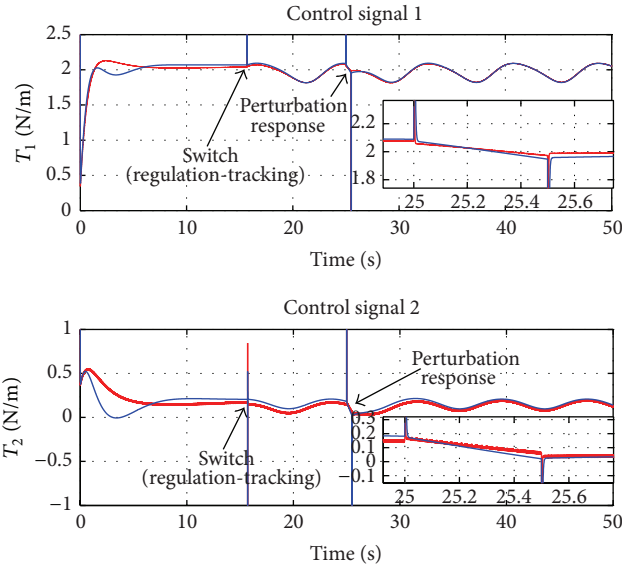 Control signal 1
2.5
2
1.5
1
0.5
0
T1 (N/m)
Switch
(regulation-tracking)
Perturbation
response
2.2
2
1.8
25 25.2 25.4 25.6
0 10 20 30 40 50
Time (s)
Control signal 2
1
0.5
0
−0.5
−1
T2 (N/m)
Switch
(regulation-tracking)
Perturbation
response
0.3
0.2
0.1
0
−0.1
25 25.2 25.4 25.6
0 10 20 30 40 50
Time (s)